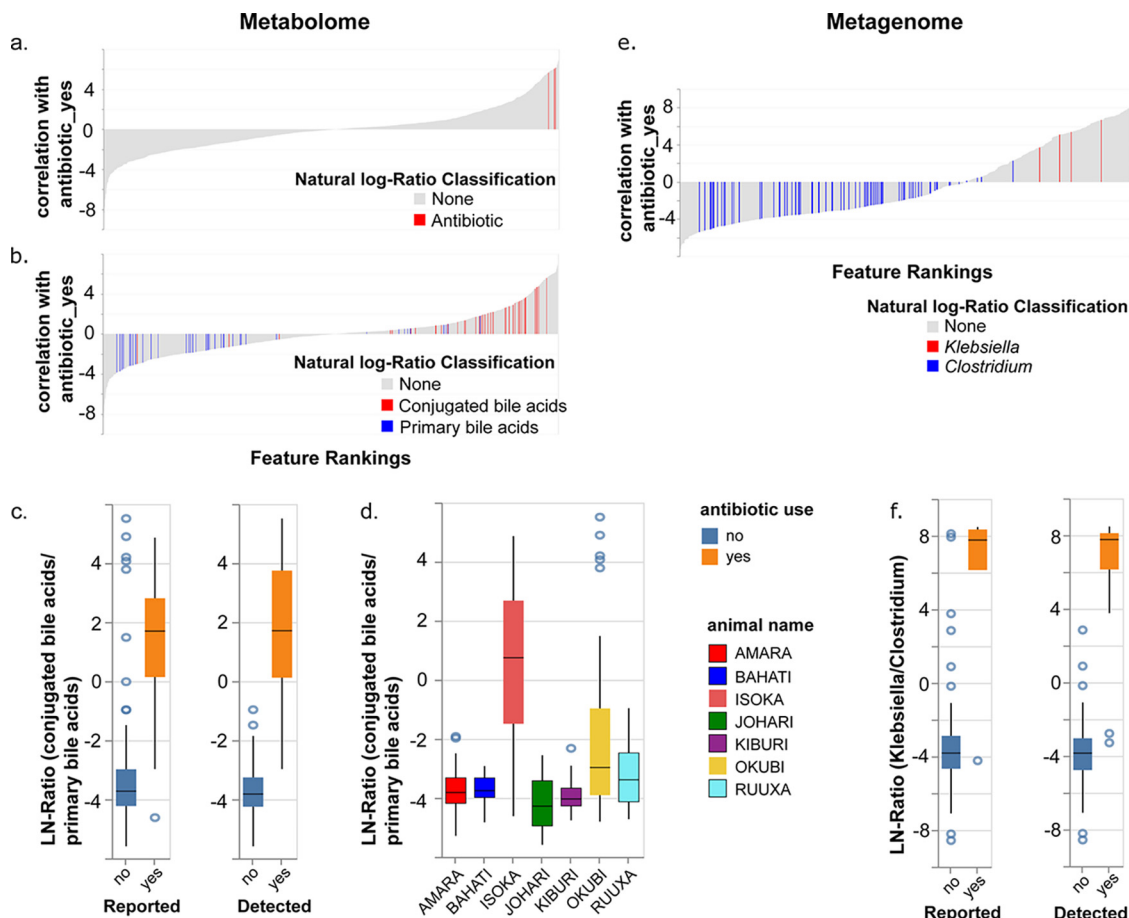 Metabolome
Metagenome
a.
correlation with
antibiotic_yes
4
0
-4
-8
Natural log-Ratio Classification
None
Antibiotic
b.
correlation with
antibiotic_yes
4
0
-4
-8
Natural log-Ratio Classification
None
Conjugated bile acids
Primary bile acids
Feature Rankings
e.
correlation with
antibiotic_yes
8
4
0
-4
Feature Rankings
Natural log-Ratio Classification
None
Klebsiella
Clostridium
c.
LN-Ratio (conjugated bile acids/
primary bile acids)
4
2
0
-2
-4
no
yes
Reported
no
yes
Detected
d.
LN-Ratio (conjugated bile acids/
primary bile acids)
4
2
0
-2
-4
AMARA
BAHATI
ISOKA
JOHARI
KIBURI
OKUBI
RUUXA
antibiotic use
no
yes
animal name
AMARA
BAHATI
ISOKA
JOHARI
KIBURI
OKUBI
RUUXA
f.
LN-Ratio (Klebsiella/Clostridium)
8
4
0
-4
-8
no
yes
Reported
8
4
0
-4
-8
no
yes
Detected